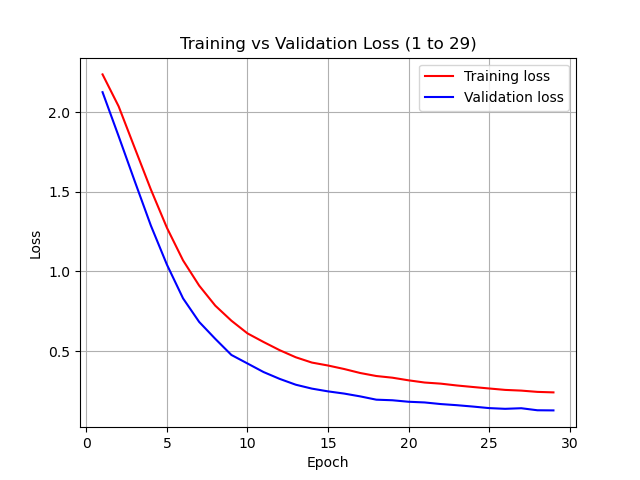 Training vs Validation Loss (1 to 29)
Training loss
Validation loss
2.0
1.5
1.0
0.5
Loss
0 5 10 15 20 25 30
Epoch